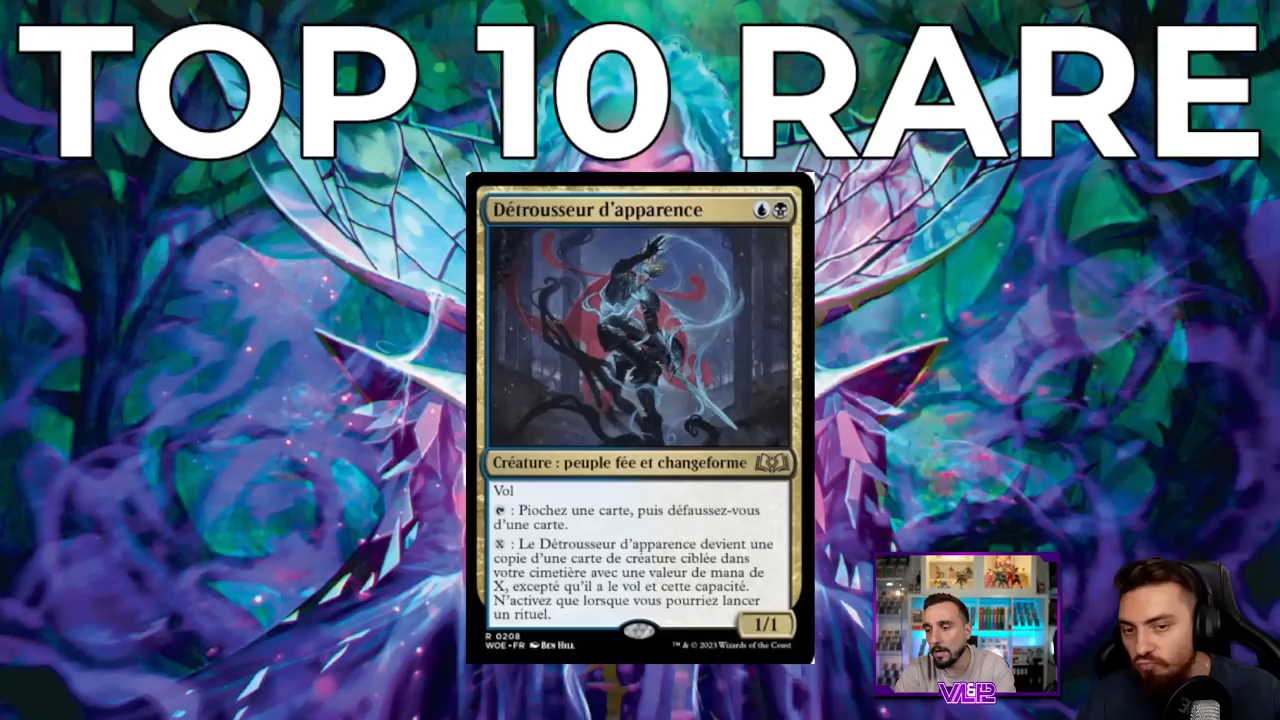 TOP 10 RARE
Détrousseur d'apparence
Créature : peuple fée et changeforme
Vol
: Piochez une carte, puis défaussez-vous
d'une carte.
X : Le Détrousseur d'apparence devient une
copie d'une carte de créature ciblée dans
votre cimetière avec une valeur de mana de
X, excepté qu'il a le vol et cette capacité.
N'activez que lorsque vous pourriez lancer
un rituel.
1/1
R 0208
WOE • FR BEN HILL
™ & © 2023 Wizards of the Coast